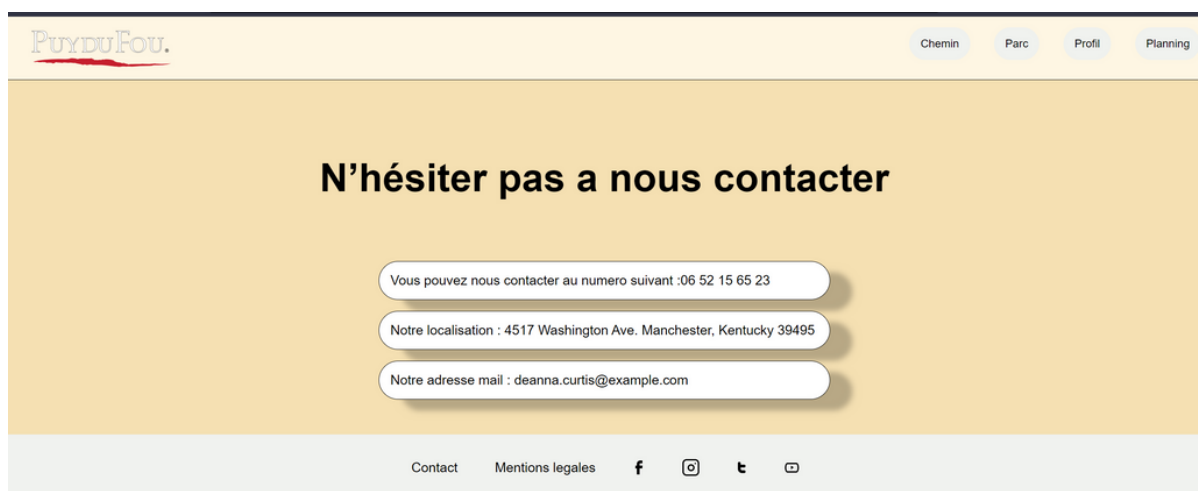 PUYDUFOU.
Chemin Parc Profil Planning
N’hésiter pas a nous contacter
Vous pouvez nous contacter au numero suivant :06 52 15 65 23
Notre localisation : 4517 Washington Ave. Manchester, Kentucky 39495
Notre adresse mail : deanna.curtis@example.com
Contact Mentions legales